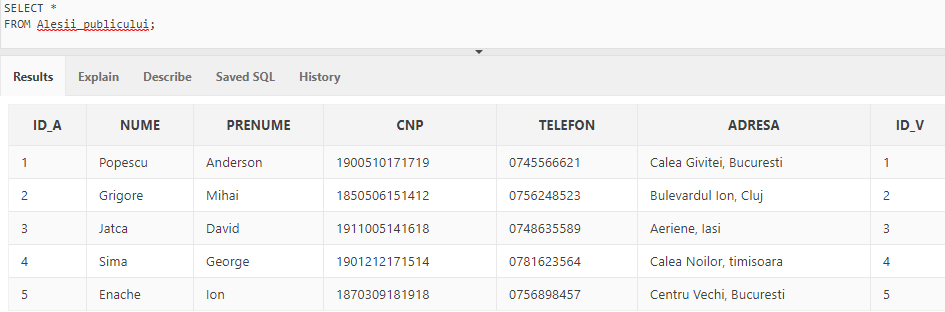 SELECT *
FROM Alesii_publicului;
Results Explain Describe Saved SQL History
ID_A NUME PRENUME CNP TELEFON ADRESA ID_V
1 Popescu Anderson 1900510171719 0745566621 Calea Givitei, Bucuresti 1
2 Grigore Mihai 1850506151412 0756248523 Bulevardul Ion, Cluj 2
3 Jatca David 1911005141618 0748635589 Aeriene, Iasi 3
4 Sima George 1901212171514 0781623564 Calea Noilor, timisoara 4
5 Enache Ion 1870309181918 0756898457 Centru Vechi, Bucuresti 5